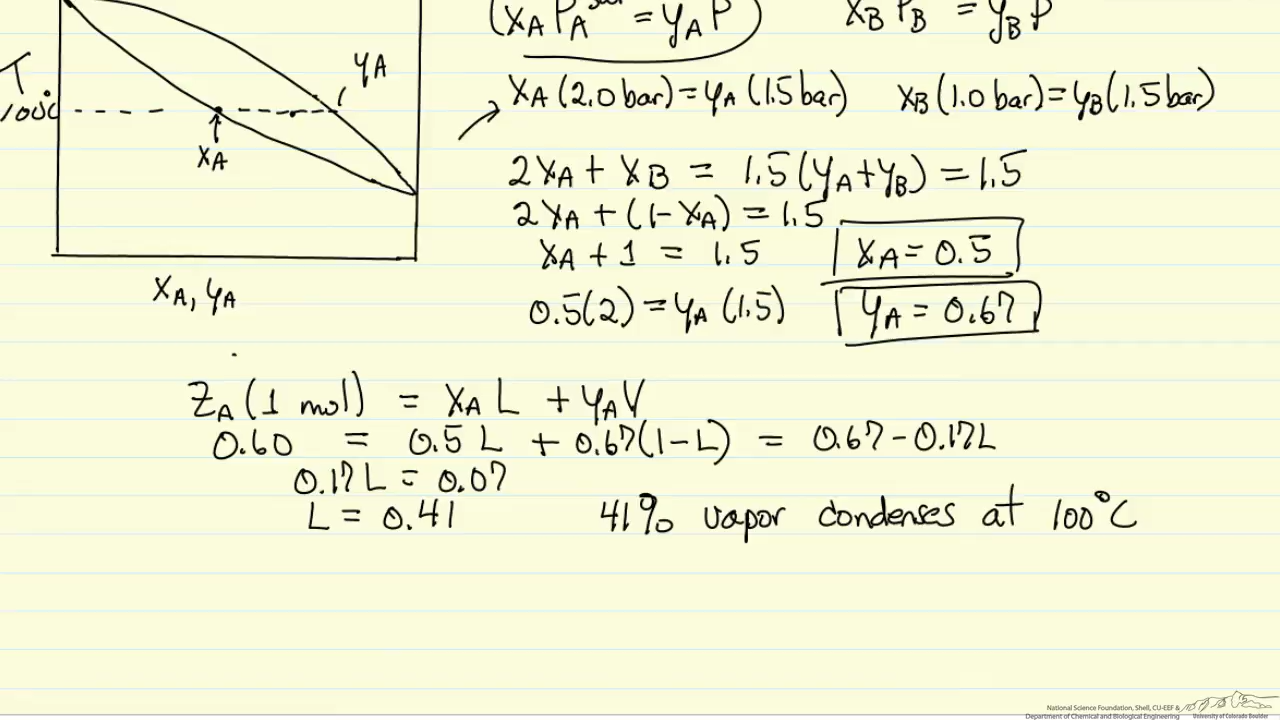 (xA PA sat = yA P) xB PB = yB P
T
yA
100°C
xA
xA (2.0 bar) = yA (1.5 bar) xB (1.0 bar) = yB (1.5 bar)
2xA + xB = 1.5 (yA + yB) = 1.5
2xA + (1 - xA) = 1.5
xA + 1 = 1.5 xA = 0.5
xA, yA
0.5(2) = yA (1.5) yA = 0.67
ZA (1 mol) = xA L + yA V
0.60 = 0.5 L + 0.67(1 - L) = 0.67 - 0.17L
0.17L = 0.07
L = 0.41 41% vapor condenses at 100°C
National Science Foundation, Shell, CU-EEF &
Department of Chemical and Biological Engineering
University of Colorado Boulder